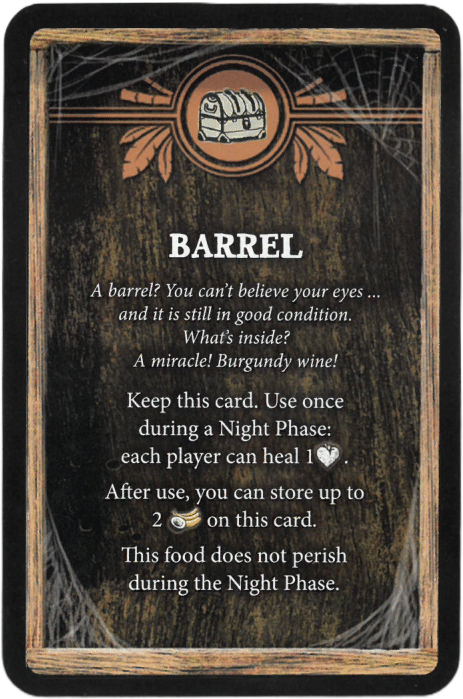 BARREL
A barrel? You can't believe your eyes ...
and it is still in good condition.
What's inside?
A miracle! Burgundy wine!
Keep this card. Use once
during a Night Phase:
each player can heal 1 .
After use, you can store up to
2 on this card.
This food does not perish
during the Night Phase.